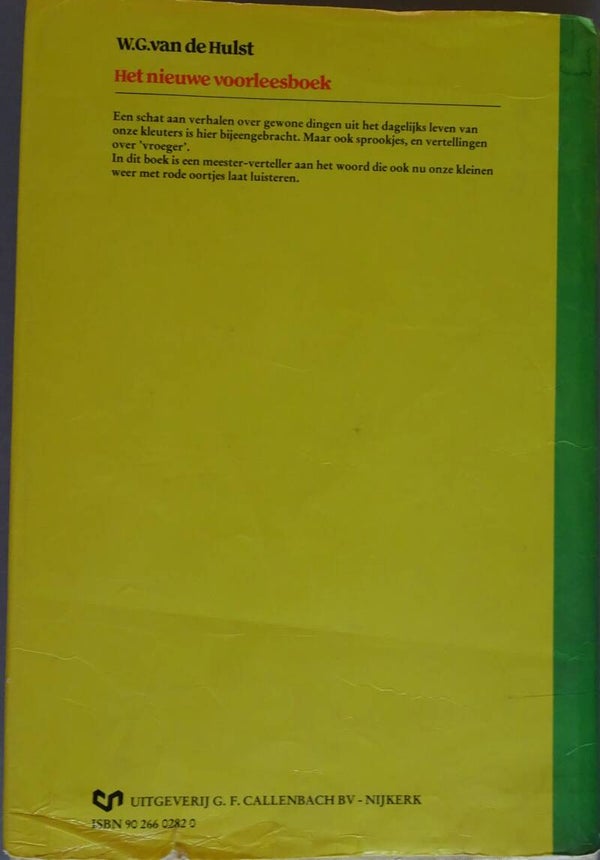 W.G.van de Hulst
Het nieuwe voorleesboek
Een schat aan verhalen over gewone dingen uit het dagelijks leven van
onze kleuters is hier bijeengebracht. Maar ook sprookjes, en vertellingen
over 'vroeger'.
In dit boek is een meester-verteller aan het woord die ook nu onze kleinen
weer met rode oortjes laat luisteren.
UITGEVERIJ G. F. CALLENBACH BV - NIJKERK
ISBN 90 266 0282 0